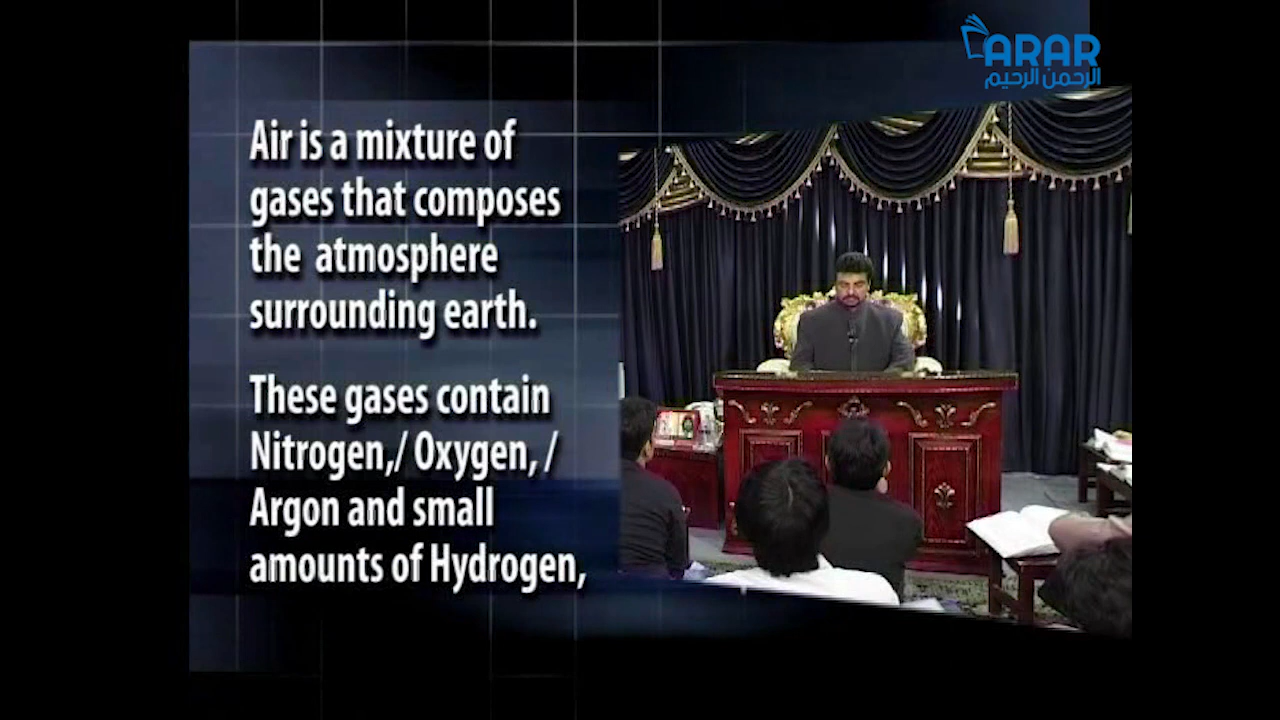 ARAR
الرحمن الرحيم
Air is a mixture of
gases that composes
the atmosphere
surrounding earth.
These gases contain
Nitrogen,/ Oxygen, /
Argon and small
amounts of Hydrogen,